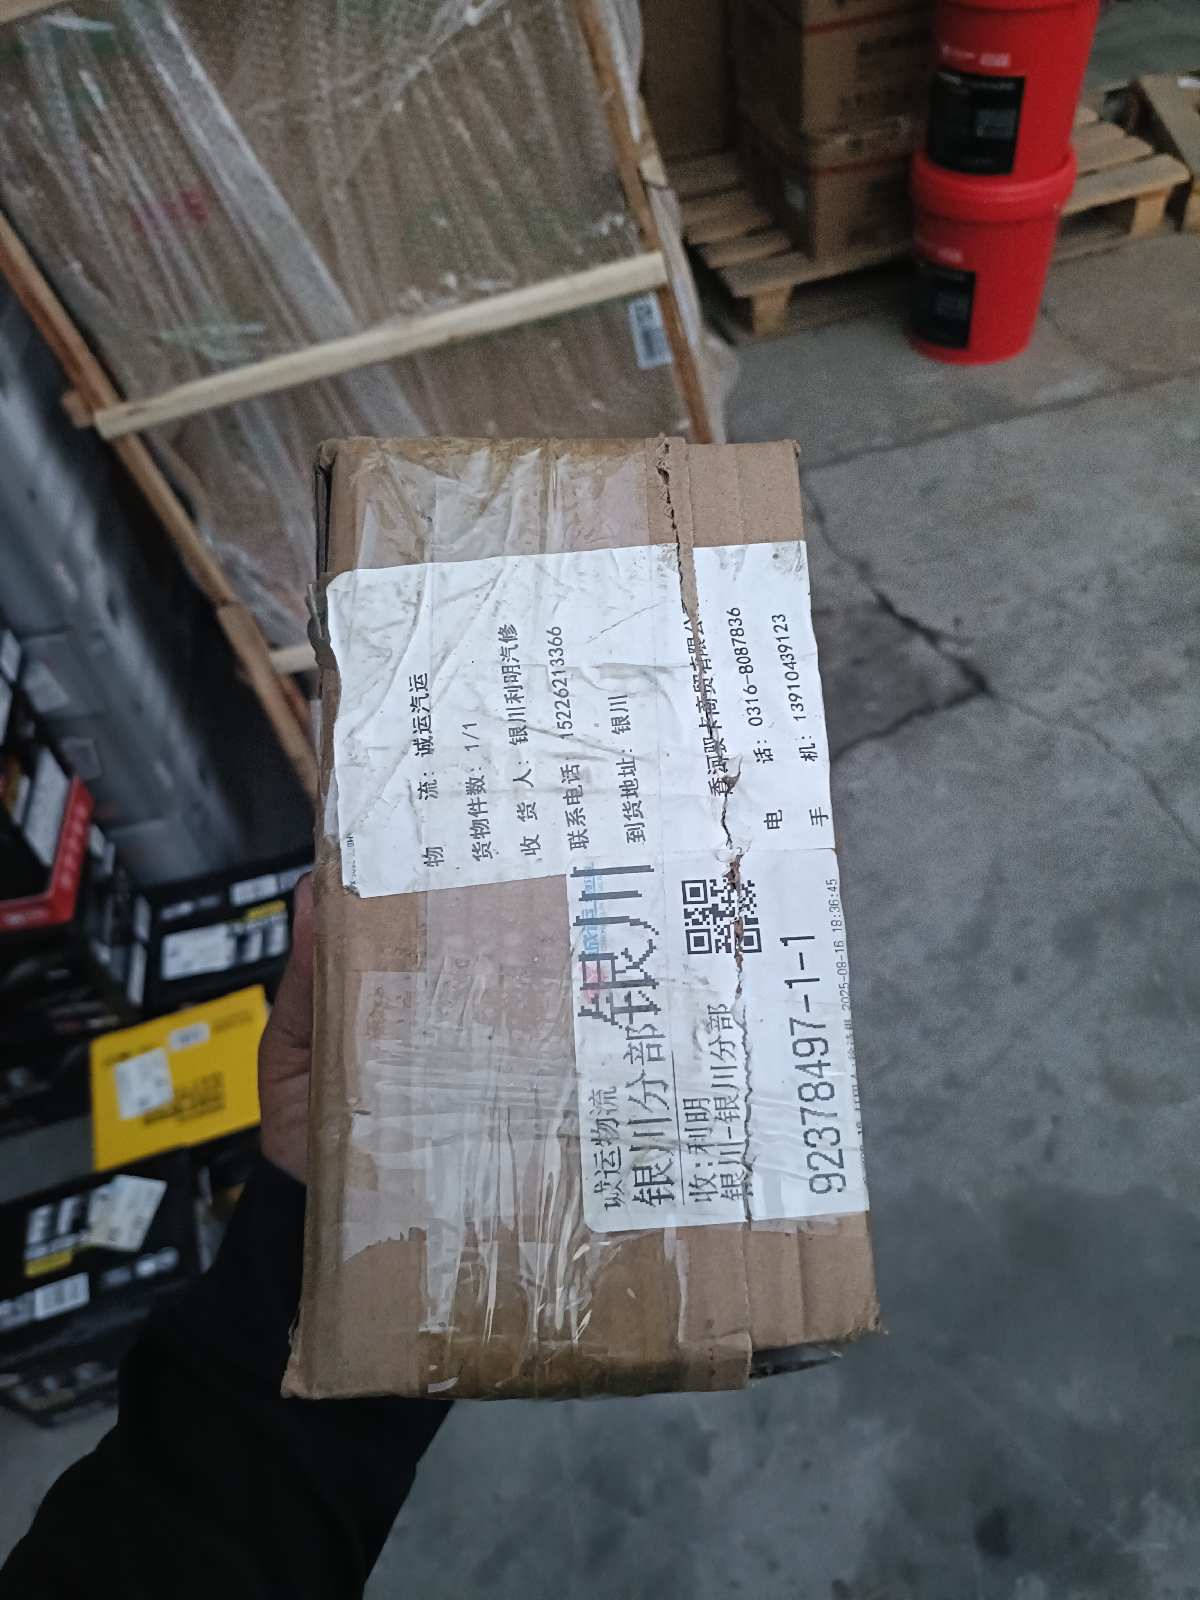 物 流：诚运汽运
货物件数：1/1
收 货 人：银川利明汽修
联系电话：15226213366
到货地址：银川
香河驭卡商贸有限公
电 话：0316-8087836
手 机：13910439123
诚运物流
银川分部银川
收:利明
银川-银川分部
92378497-1-1
2025-08-16 18:36:45